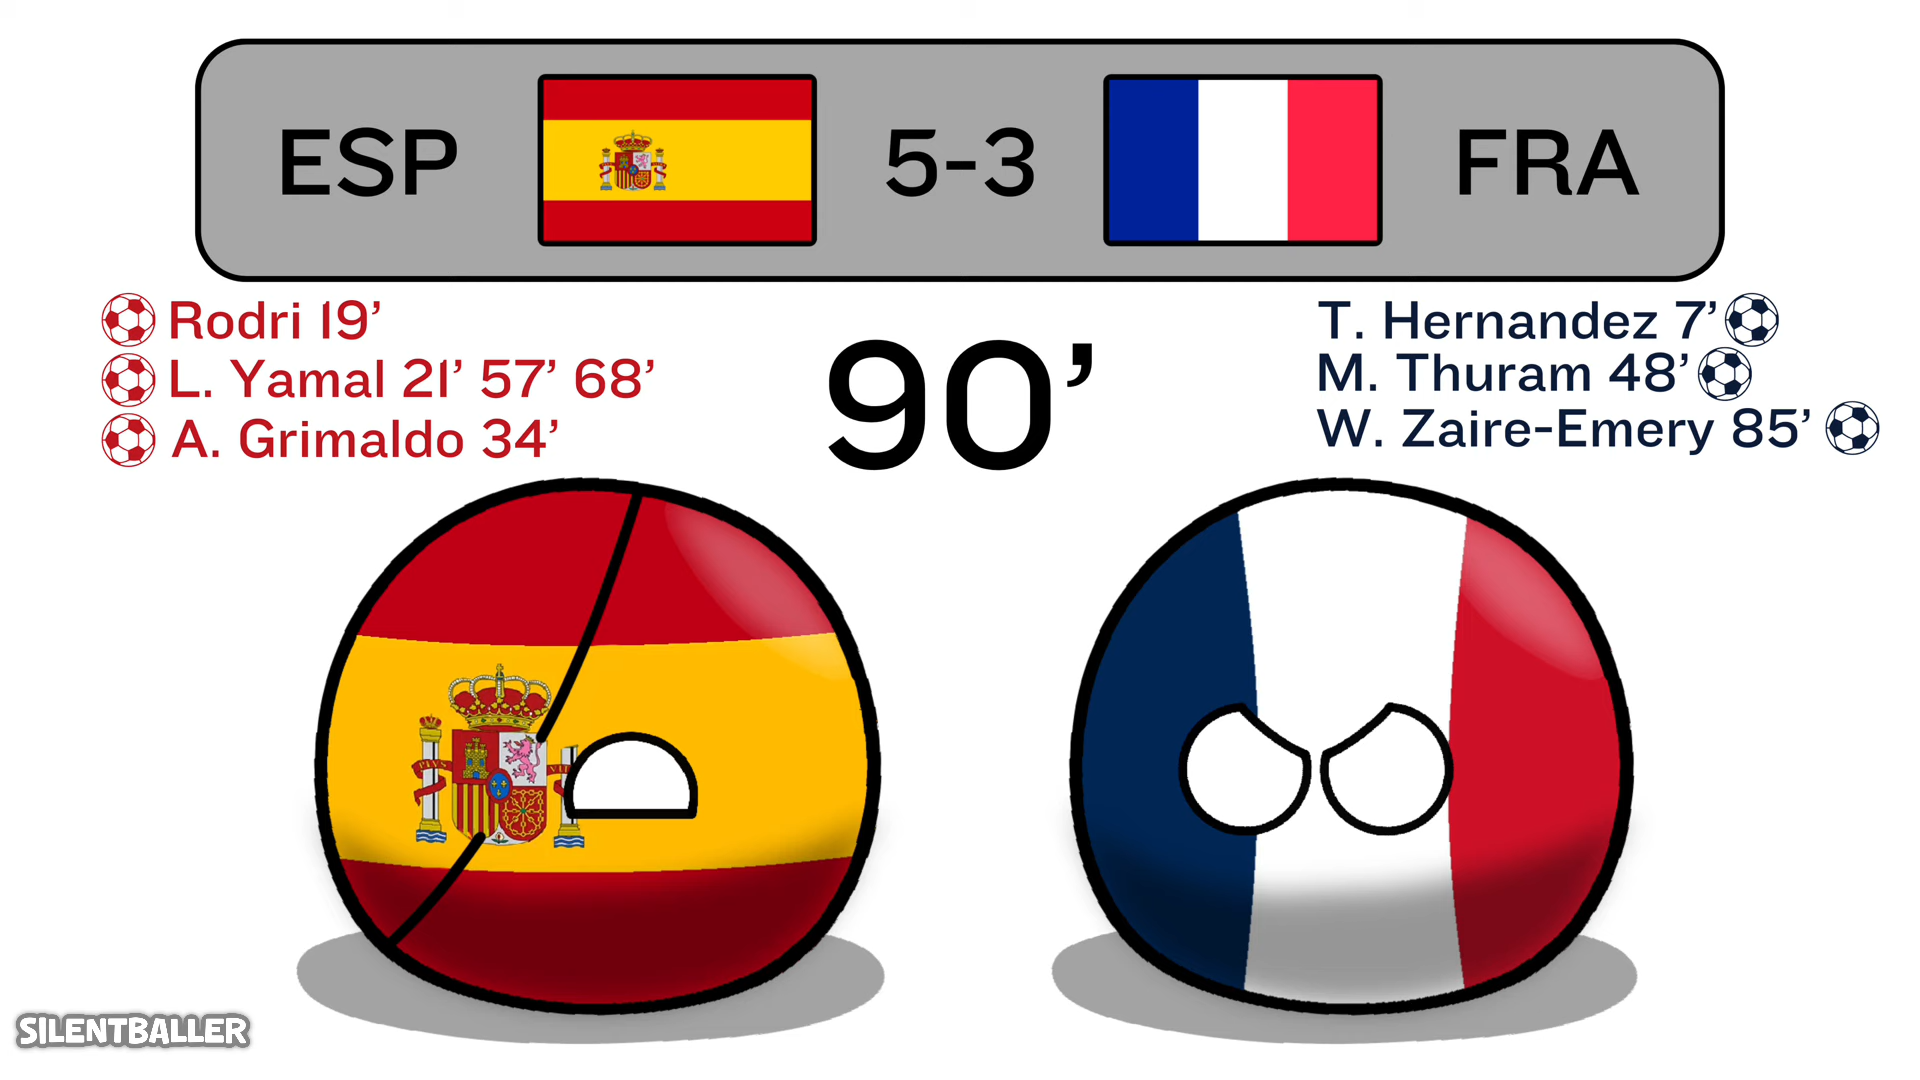 ESP 5-3 FRA
Rodri 19’
L. Yamal 21’ 57’ 68’
A. Grimaldo 34’
90’
T. Hernandez 7’
M. Thuram 48’
W. Zaire-Emery 85’
SILENTBALLER